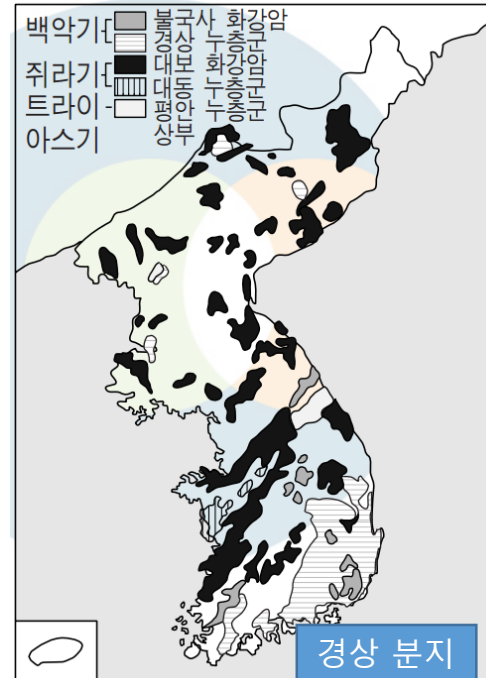 백악기 불국사 화강암
경상 누층군
쥐라기 대보 화강암
대동 누층군
트라이 평안 누층군
아스기 상부
경상 분지